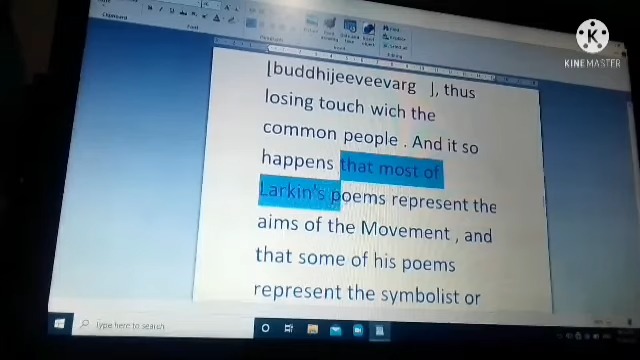 KINEMASTER
[buddhijeeveevarg ], thus
losing touch wich the
common people . And it so
happens that most of
Larkin's poems represent the
aims of the Movement , and
that some of his poems
represent the symbolist or
Type here to search